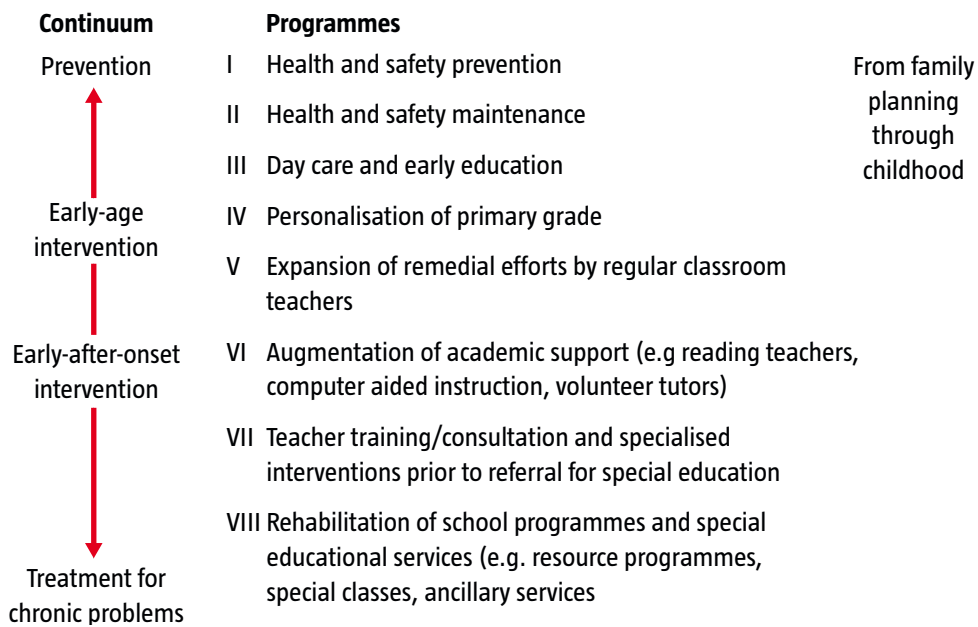 Continuum
Programmes
Prevention
I Health and safety prevention
From family
planning
through
childhood
II Health and safety maintenance
III Day care and early education
Early-age
intervention
IV Personalisation of primary grade
V Expansion of remedial efforts by regular classroom
teachers
Early-after-onset
intervention
VI Augmentation of academic support (e.g reading teachers,
computer aided instruction, volunteer tutors)
VII Teacher training/consultation and specialised
interventions prior to referral for special education
VIII Rehabilitation of school programmes and special
educational services (e.g. resource programmes,
special classes, ancillary services
Treatment for
chronic problems